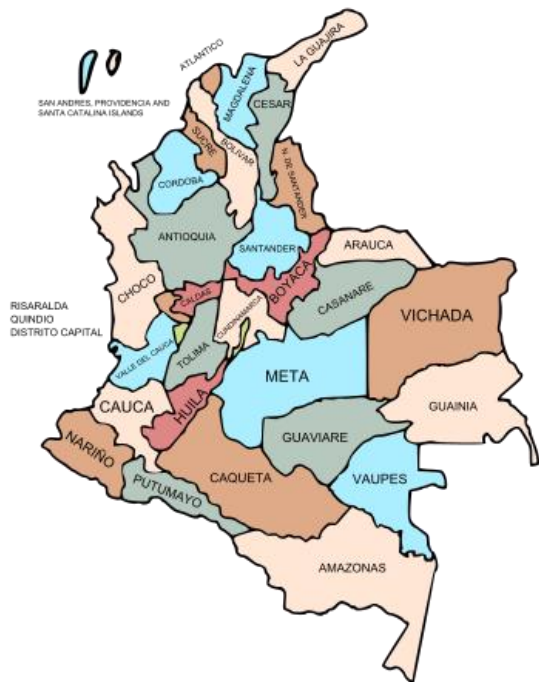 LA GUAJIRA
ATLANTICO
MAGDALENA
CESAR
SAN ANDRES, PROVIDENCIA AND
SANTA CATALINA ISLANDS
SUCRE
BOLIVAR
N. DE SANTANDER
CORDOBA
ANTIOQUIA
SANTANDER
ARAUCA
CHOCO
BOYACA
CALDAS
CASANARE
RISARALDA
QUINDIO
DISTRITO CAPITAL
CUNDINAMARCA
VICHADA
VALLE DEL CAUCA
TOLIMA
META
CAUCA
HUILA
GUAINIA
NARIÑO
GUAVIARE
CAQUETA
VAUPES
PUTUMAYO
AMAZONAS